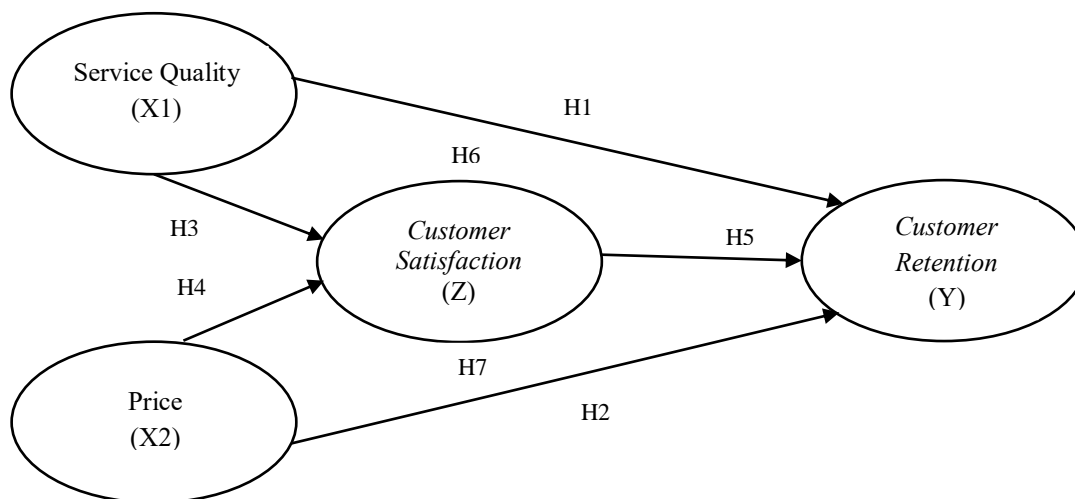 Service Quality
(X1)
H1
H6
H3
Customer
Satisfaction
(Z)
H5
Customer
Retention
(Y)
H4
H7
Price
(X2)
H2